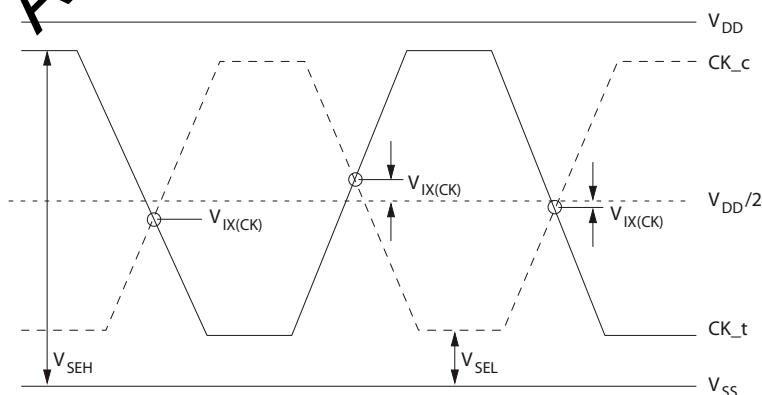 V_DD
CK_c
V_IX(CK)
V_DD/2
V_IX(CK)
V_IX(CK)
CK_t
V_SEH
V_SEL
V_SS